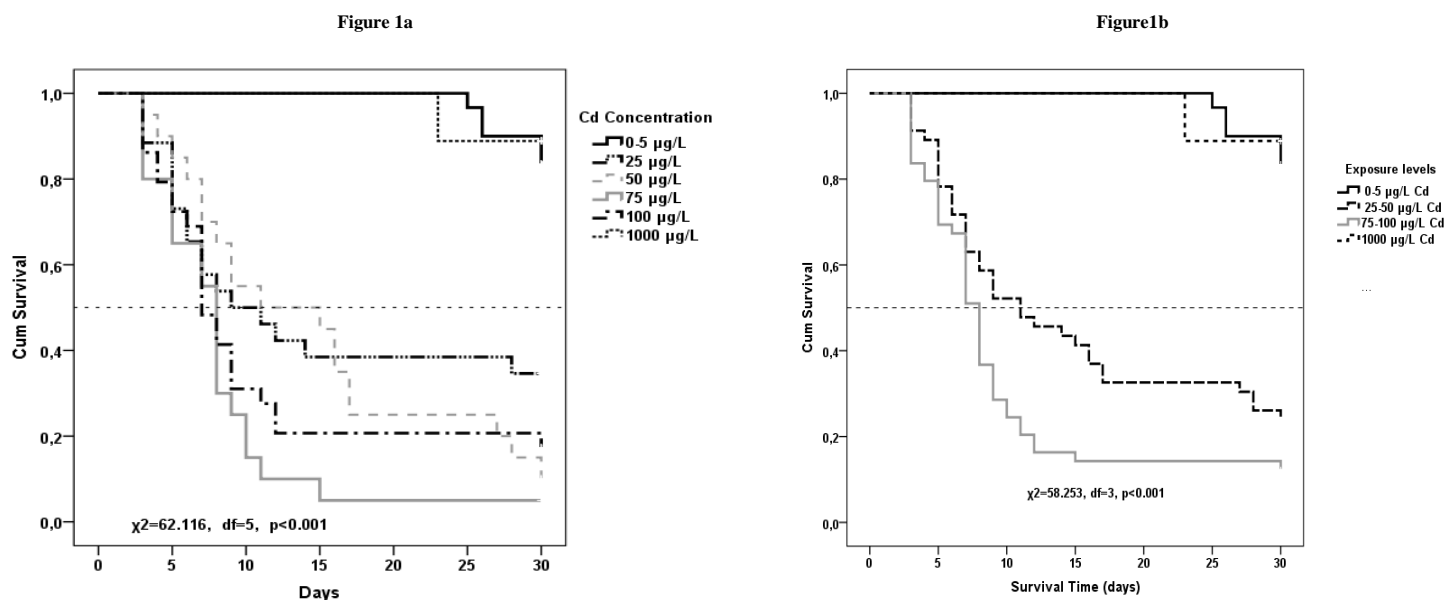 Figure 1a
1,0
0,8
0,6
0,4
0,2
0,0
Cum Survival
0 5 10 15 20 25 30
Days
χ2=62.116, df=5, p<0.001
Cd Concentration
0-5 µg/L
25 µg/L
50 µg/L
75 µg/L
100 µg/L
1000 µg/L
Figure1b
1,0
0,8
0,6
0,4
0,2
0,0
Cum Survival
0 5 10 15 20 25 30
Survival Time (days)
χ2=58.253, df=3, p<0.001
Exposure levels
0-5 µg/L Cd
25-50 µg/L Cd
75-100 µg/L Cd
1000 µg/L Cd
...